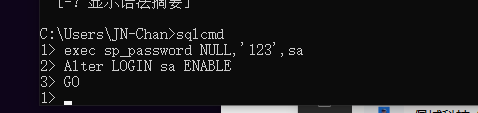 [-? 显示语法摘要]
C:\Users\JN-Chan>sqlcmd
1> exec sp_password NULL,'123',sa
2> Alter LOGIN sa ENABLE
3> GO
1>